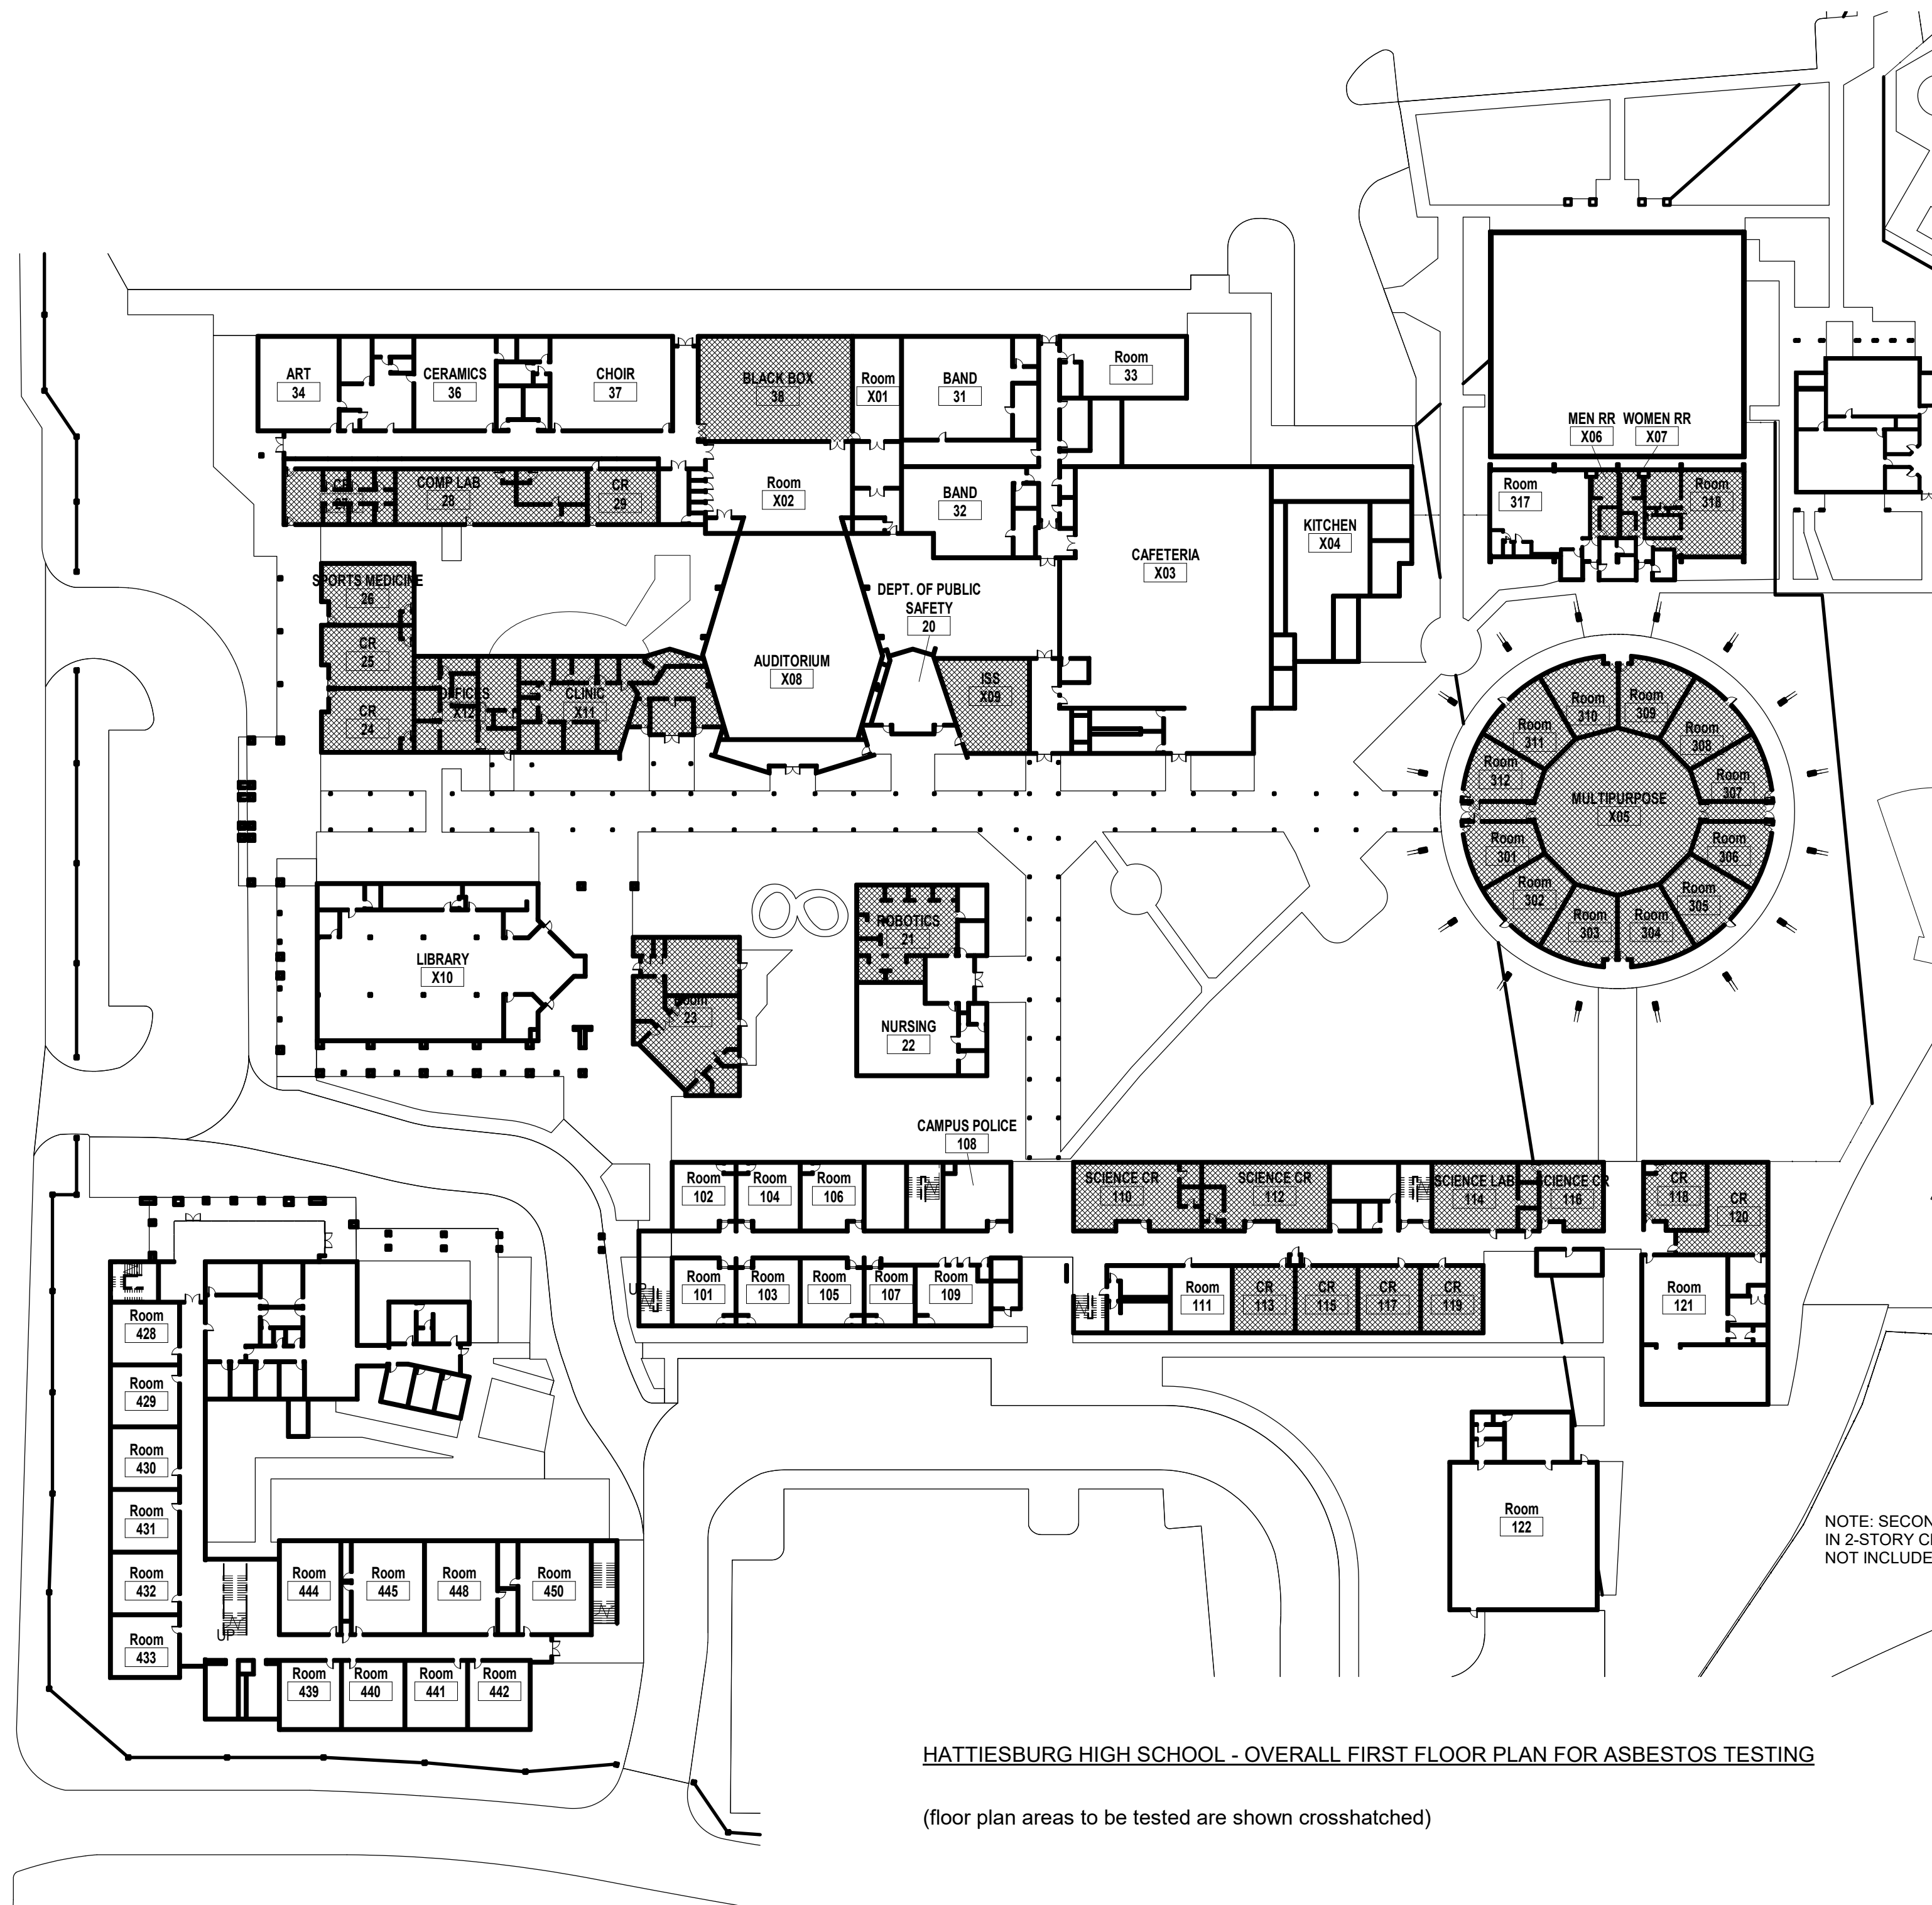 ART
34
CERAMICS
36
CHOIR
37
BLACK BOX
38
Room
X01
BAND
31
Room
33
CR
27
COMP LAB
28
CR
29
Room
X02
BAND
32
CAFETERIA
X03
KITCHEN
X04
MEN RR
X06
WOMEN RR
X07
Room
317
Room
318
SPORTS MEDICINE
26
CR
25
CR
24
OFFICES
X12
CLINIC
X11
AUDITORIUM
X08
DEPT. OF PUBLIC
SAFETY
20
ISS
X09
Room
310
Room
309
Room
311
Room
308
Room
312
Room
307
MULTIPURPOSE
X05
Room
301
Room
306
Room
302
Room
305
Room
303
Room
304
LIBRARY
X10
Room
23
ROBOTICS
21
NURSING
22
CAMPUS POLICE
108
Room
102
Room
104
Room
106
SCIENCE CR
110
SCIENCE CR
112
SCIENCE LAB
114
SCIENCE CR
116
CR
118
CR
120
UP
Room
101
Room
103
Room
105
Room
107
Room
109
Room
111
CR
113
CR
115
CR
117
CR
119
Room
121
Room
428
Room
429
Room
430
Room
431
Room
432
Room
433
UP
Room
444
Room
445
Room
448
Room
450
Room
439
Room
440
Room
441
Room
442
Room
122
NOTE: SECON
IN 2-STORY C
NOT INCLUDE
HATTIESBURG HIGH SCHOOL - OVERALL FIRST FLOOR PLAN FOR ASBESTOS TESTING
(floor plan areas to be tested are shown crosshatched)